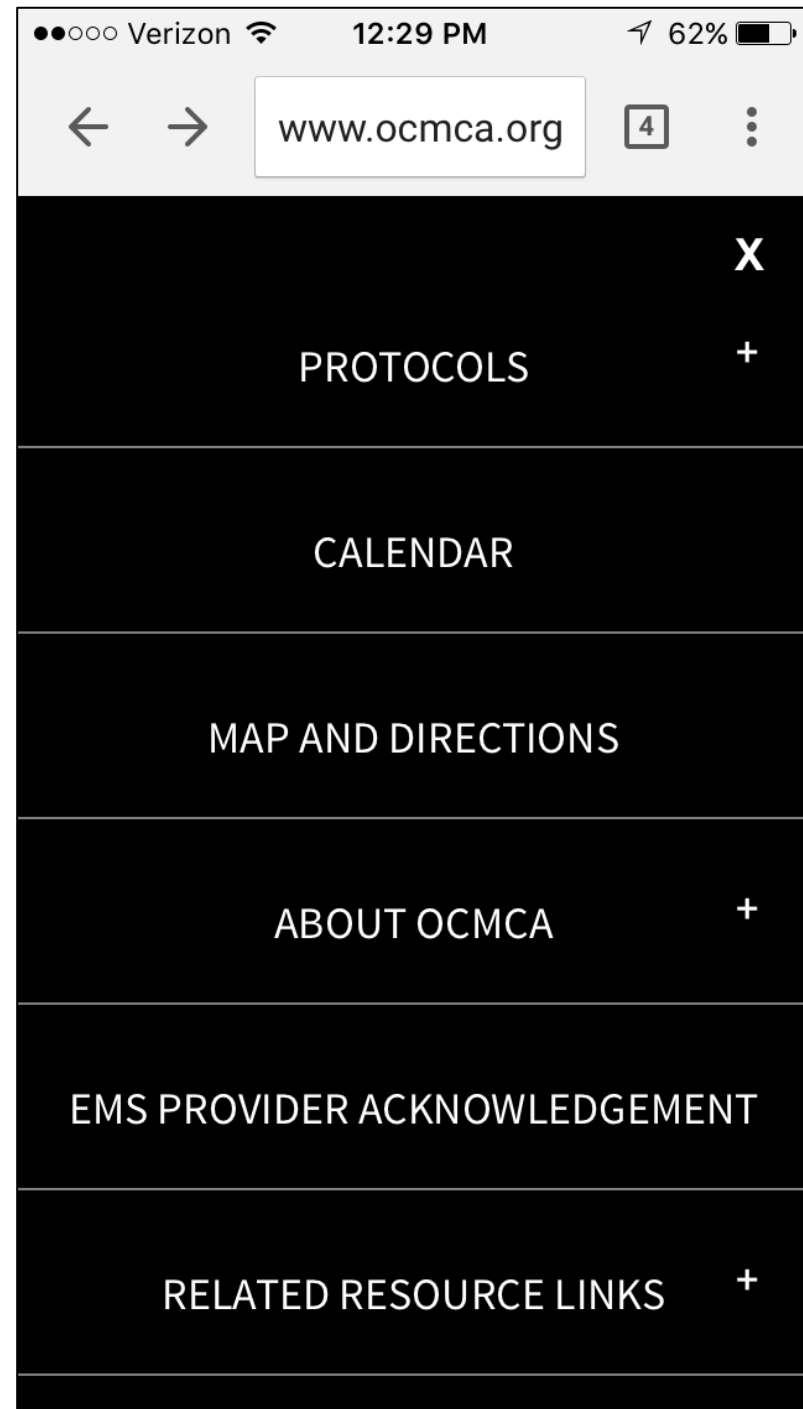 Verizon 12:29 PM 62%
www.ocmca.org 4
X
PROTOCOLS +
CALENDAR
MAP AND DIRECTIONS
ABOUT OCMCA +
EMS PROVIDER ACKNOWLEDGEMENT
RELATED RESOURCE LINKS +